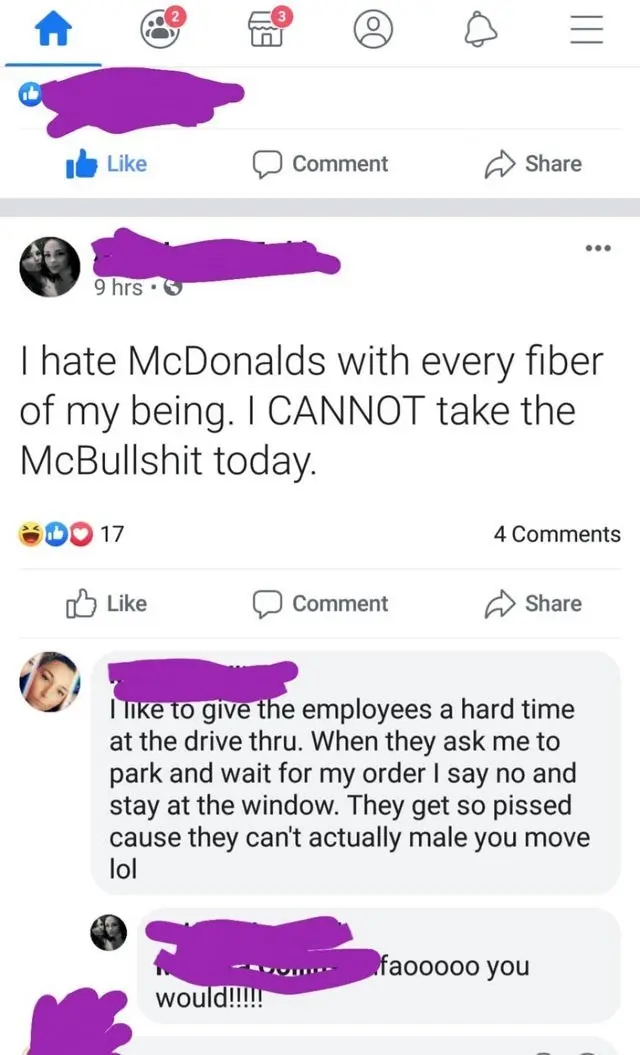 2
3
Like
Comment
Share
9 hrs
I hate McDonalds with every fiber
of my being. I CANNOT take the
McBullshit today.
17
4 Comments
Like
Comment
Share
I like to give the employees a hard time
at the drive thru. When they ask me to
park and wait for my order I say no and
stay at the window. They get so pissed
cause they can't actually male you move
lol
faooooo you
would!!!!!